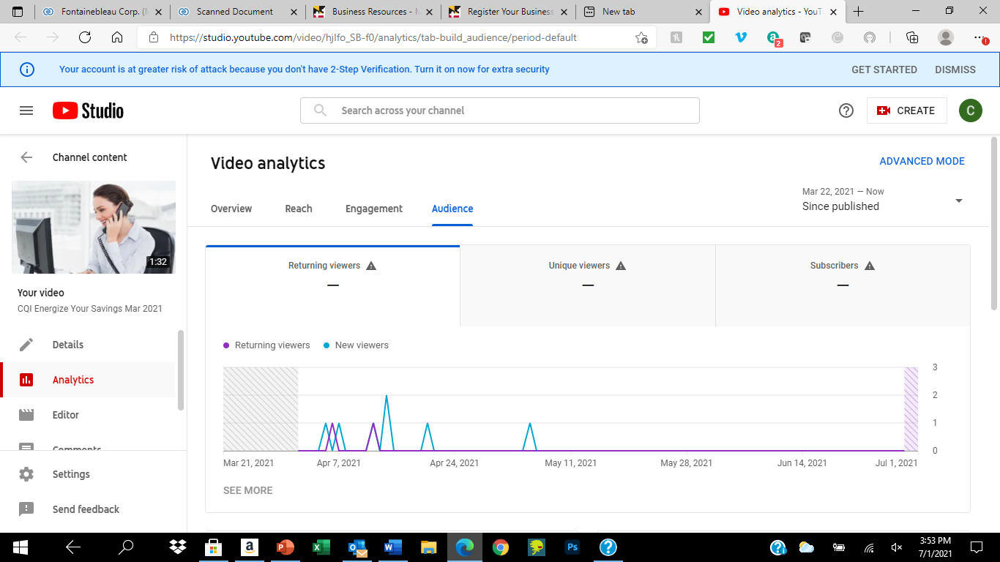 Fontainebleau Corp. (M
Scanned Document
Business Resources - M
Register Your Business
New tab
Video analytics - YouT
https://studio.youtube.com/video/hjIfo_SB-f0/analytics/tab-build_audience/period-default
2
Your account is at greater risk of attack because you don't have 2-Step Verification. Turn it on now for extra security
GET STARTED
DISMISS
Studio
Search across your channel
CREATE
C
Channel content
1:32
Your video
CQI Energize Your Savings Mar 2021
Details
Analytics
Editor
Comments
Settings
Send feedback
Video analytics
ADVANCED MODE
Mar 22, 2021 – Now
Since published
Overview
Reach
Engagement
Audience
Returning viewers
—
Unique viewers
—
Subscribers
—
Returning viewers
New viewers
3
2
1
0
Mar 21, 2021
Apr 7, 2021
Apr 24, 2021
May 11, 2021
May 28, 2021
Jun 14, 2021
Jul 1, 2021
SEE MORE
3:53 PM
7/1/2021